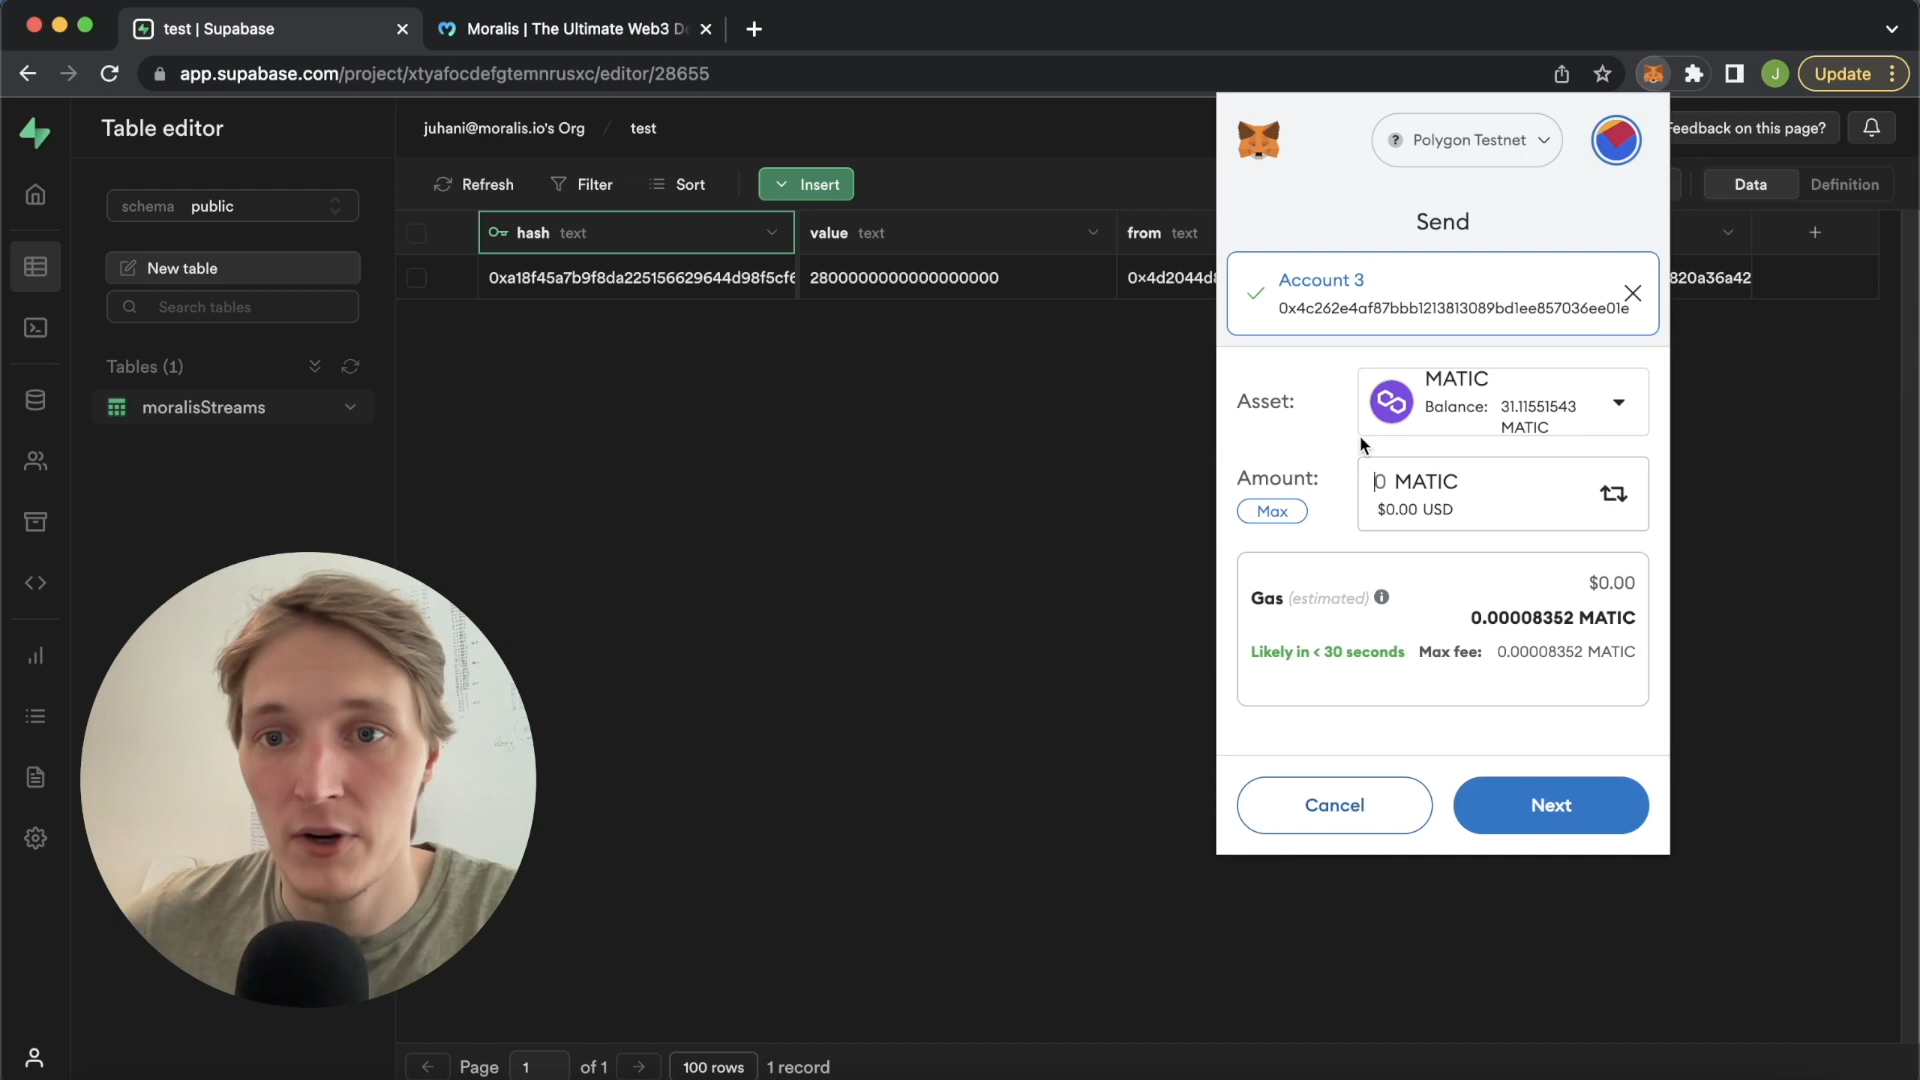 test | Supabase
Moralis | The Ultimate Web3 De
app.supabase.com/project/xtyafocdefgtemnrusxc/editor/28655
J
Update
Table editor
juhani@moralis.io's Org / test
Feedback on this page?
schema public
Refresh
Filter
Sort
Insert
Data
Definition
New table
Search tables
Tables (1)
moralisStreams
hash text
value text
from text
0xa18f45a7b9f8da225156629644d98f5cf6
2800000000000000000
0x4d2044d8
820a36a42
Polygon Testnet
Send
Account 3
0x4c262e4af87bbb1213813089bd1ee857036ee01e
Asset:
MATIC
Balance: 31.11551543
MATIC
Amount:
Max
0 MATIC
$0.00 USD
Gas (estimated)
$0.00
0.00008352 MATIC
Likely in < 30 seconds Max fee: 0.00008352 MATIC
Cancel
Next
Page 1 of 1
100 rows
1 record